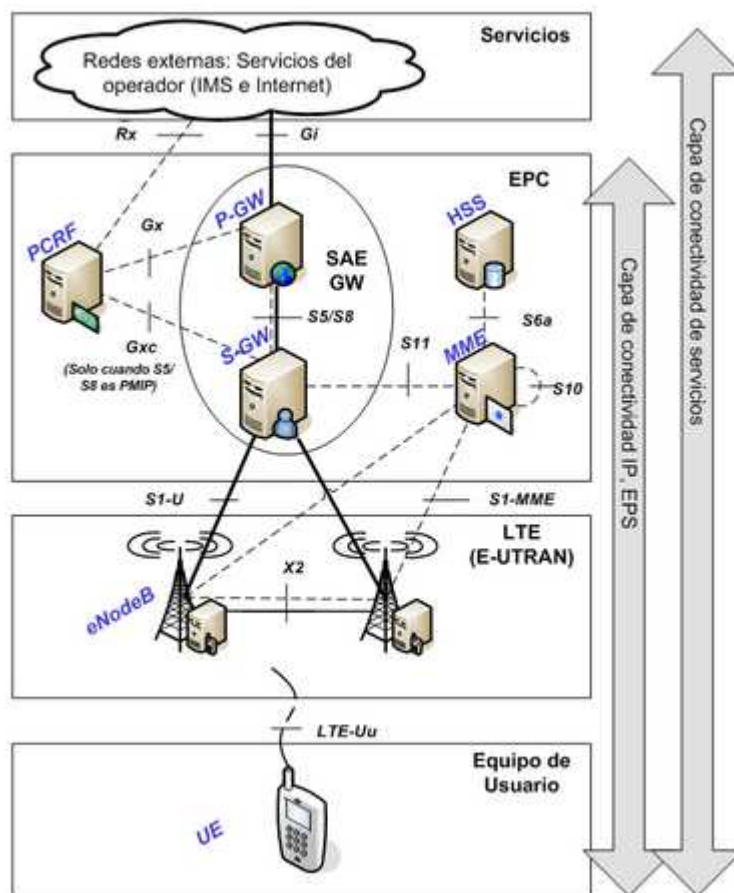 Servicios
Redes externas: Servicios del
operador (IMS e Internet)
Rx
Gi
EPC
P-GW
HSS
PCRF
Gx
SAE
GW
S5/S8
S6a
Gxc
S-GW
S11
MME
(Solo cuando S5/
S8 es PMIP)
S10
S1-U
S1-MME
LTE
(E-UTRAN)
X2
eNodeB
LTE-Uu
Equipo de
Usuario
UE
Capa de conectividad IP, EPS
Capa de conectividad de servicios